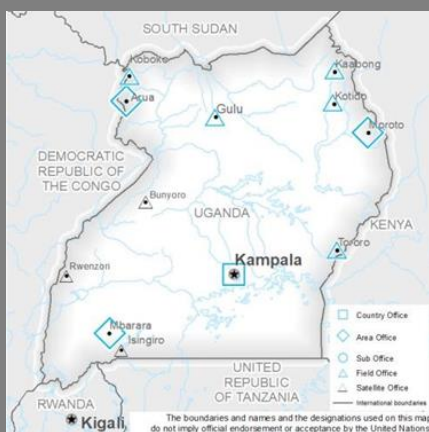 SOUTH SUDAN
Koboko
Kaabong
Arua
Kotido
Gulu
Moroto
DEMOCRATIC
REPUBLIC OF
THE CONGO
Bunyoro
UGANDA
KENYA
Tororo
Kampala
Rwenzori
Country Office
Mbarara
Area Office
Isingiro
Sub Office
Field Office
UNITED
REPUBLIC
OF TANZANIA
Satellite Office
International boundaries
RWANDA
Kigali
The boundaries and names and the designations used on this map
do not imply official endorsement or acceptance by the United Nations